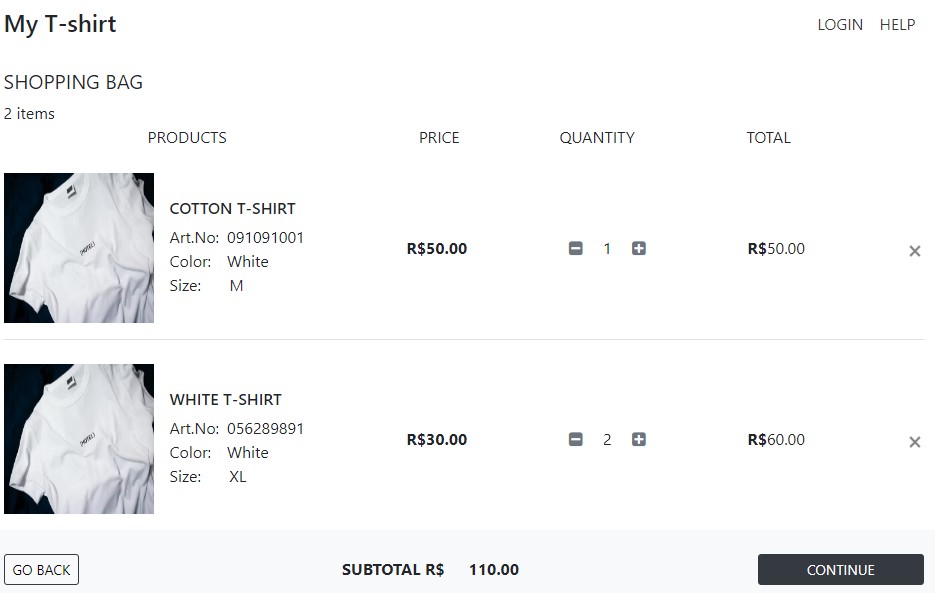 My T-shirt
LOGIN HELP
SHOPPING BAG
2 items
PRODUCTS PRICE QUANTITY TOTAL
COTTON T-SHIRT
Art.No: 091091001
Color: White
Size: M
R$50.00 1 R$50.00
WHITE T-SHIRT
Art.No: 056289891
Color: White
Size: XL
R$30.00 2 R$60.00
GO BACK SUBTOTAL R$ 110.00 CONTINUE